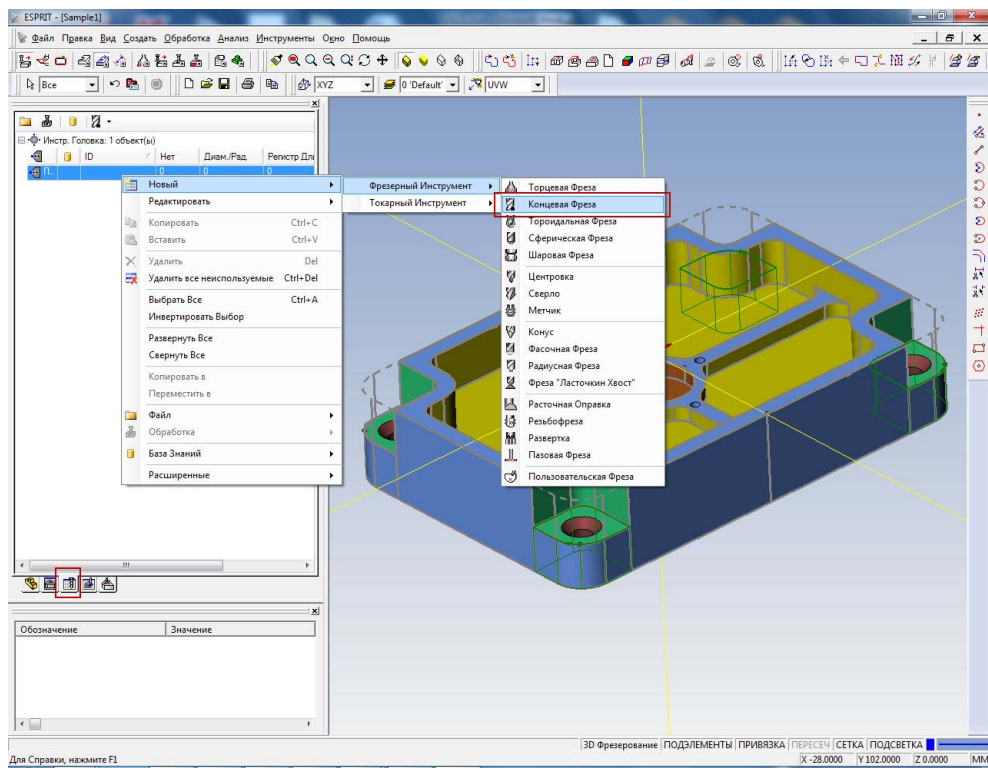 ESPRIT - [Sample1]
Файл Правка Вид Создать Обработка Анализ Инструменты Окно Помощь
Все XYZ 0 'Default' UVW
Инстр. Головка: 1 объект(ы)
ID Нет Диам./Рад. Регистр Дли
П.. 0 0 0
Новый
Редактировать
Копировать Ctrl+C
Вставить Ctrl+V
Удалить Del
Удалить все неиспользуемые Ctrl+Del
Выбрать Все Ctrl+A
Инвертировать Выбор
Развернуть Все
Свернуть Все
Копировать в
Переместить в
Файл
Обработка
База Знаний
Расширенные
Фрезерный Инструмент
Токарный Инструмент
Торцевая Фреза
Концевая Фреза
Тороидальная Фреза
Сферическая Фреза
Шаровая Фреза
Центровка
Сверло
Метчик
Конус
Фасочная Фреза
Радиусная Фреза
Фреза "Ласточкин Хвост"
Расточная Оправка
Резьбофреза
Развертка
Пазовая Фреза
Пользовательская Фреза
Обозначение Значение
3D Фрезерование ПОДЭЛЕМЕНТЫ ПРИВЯЗКА ПЕРЕСЕЧ СЕТКА ПОДСВЕТКА
Для Справки, нажмите F1 X -28.0000 Y 102.0000 Z 0.0000 MM